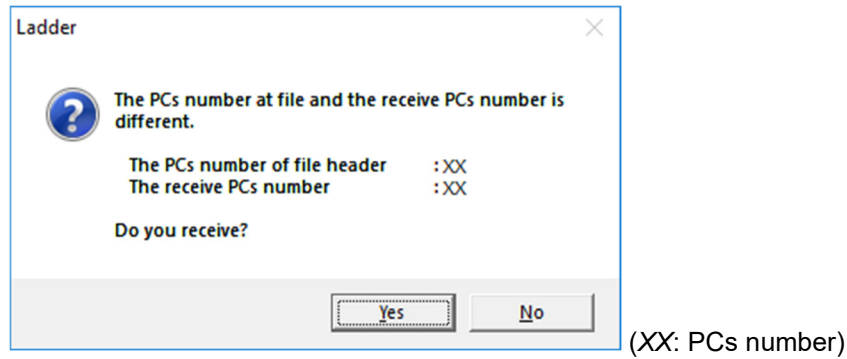 Ladder
The PCs number at file and the receive PCs number is
different.
The PCs number of file header :XX
The receive PCs number :XX
Do you receive?
Yes No
(XX: PCs number)